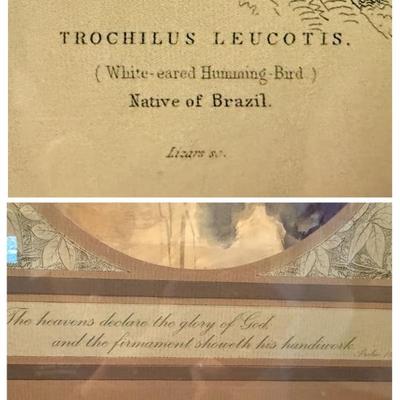 TROCHILUS LEUCOTIS.
(White-eared Humming-Bird)
Native of Brazil.
Lizars sc.
The heavens declare the glory of God,
and the firmament showeth his handiwork.